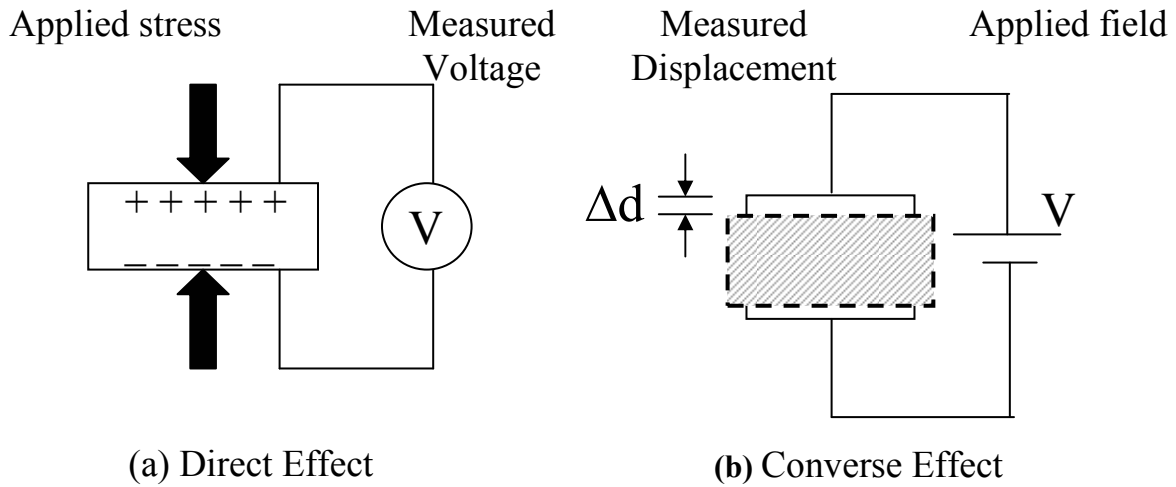 Applied stress
Measured
Voltage
+ + + + +
_ _ _ _ _
V
(a) Direct Effect
Measured
Displacement
Applied field
Δd
V
(b) Converse Effect